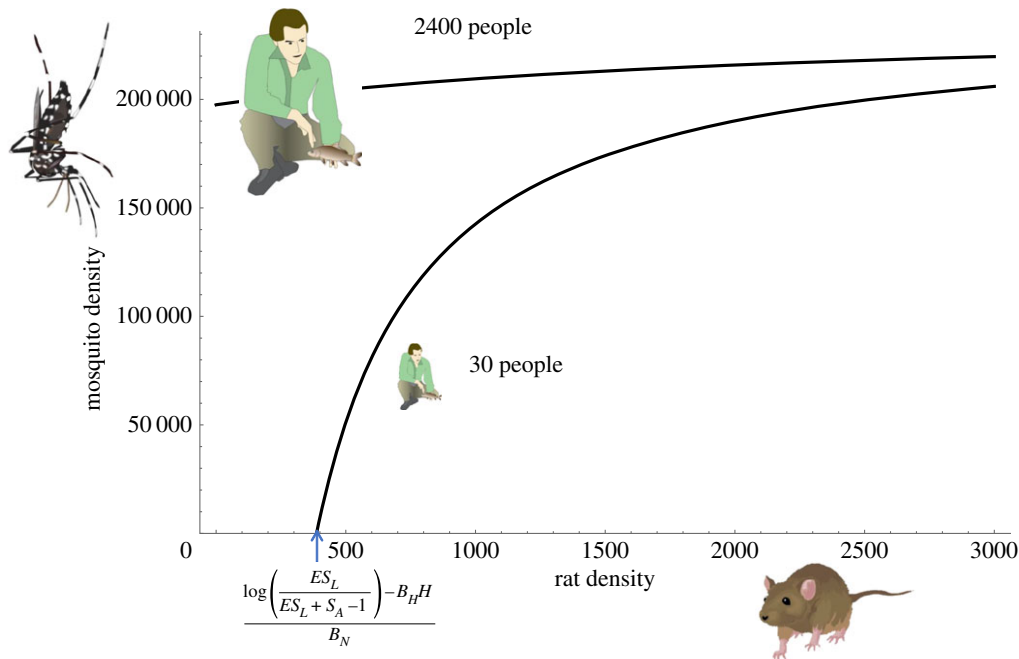 2400 people
200 000
150 000
mosquito density
100 000
30 people
50 000
0 500 1000 1500 2000 2500 3000
rat density
log(ES_L/(ES_L + S_A −1)) − B_H H
B_N